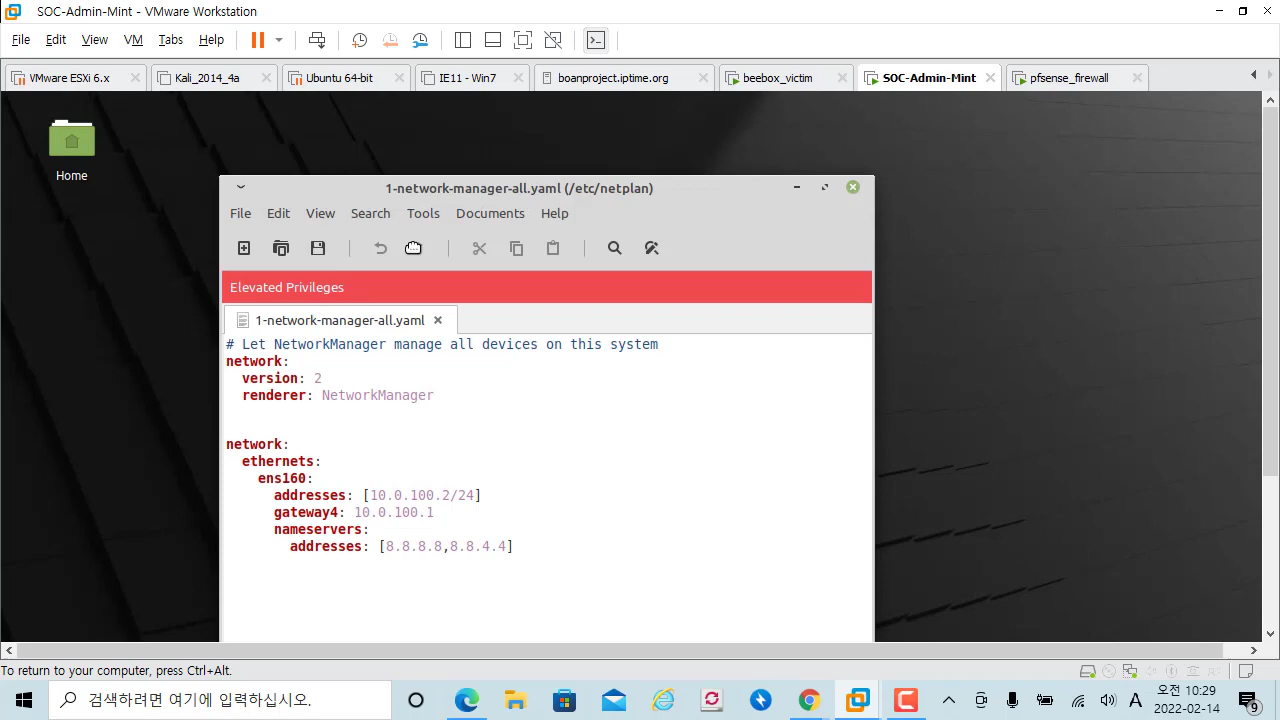 SOC-Admin-Mint - VMware Workstation
File Edit View VM Tabs Help
VMware ESXi 6.x Kali_2014_4a Ubuntu 64-bit IE11 - Win7 boanproject.iptime.org beebox_victim SOC-Admin-Mint pfsense_firewall
Home
1-network-manager-all.yaml (/etc/netplan)
File Edit View Search Tools Documents Help
Elevated Privileges
1-network-manager-all.yaml
# Let NetworkManager manage all devices on this system
network:
version: 2
renderer: NetworkManager
network:
ethernets:
ens160:
addresses: [10.0.100.2/24]
gateway4: 10.0.100.1
nameservers:
addresses: [8.8.8.8,8.8.4.4]
To return to your computer, press Ctrl+Alt.
검색하려면 여기에 입력하십시오.
A
오전 10:29
2022-02-14
9